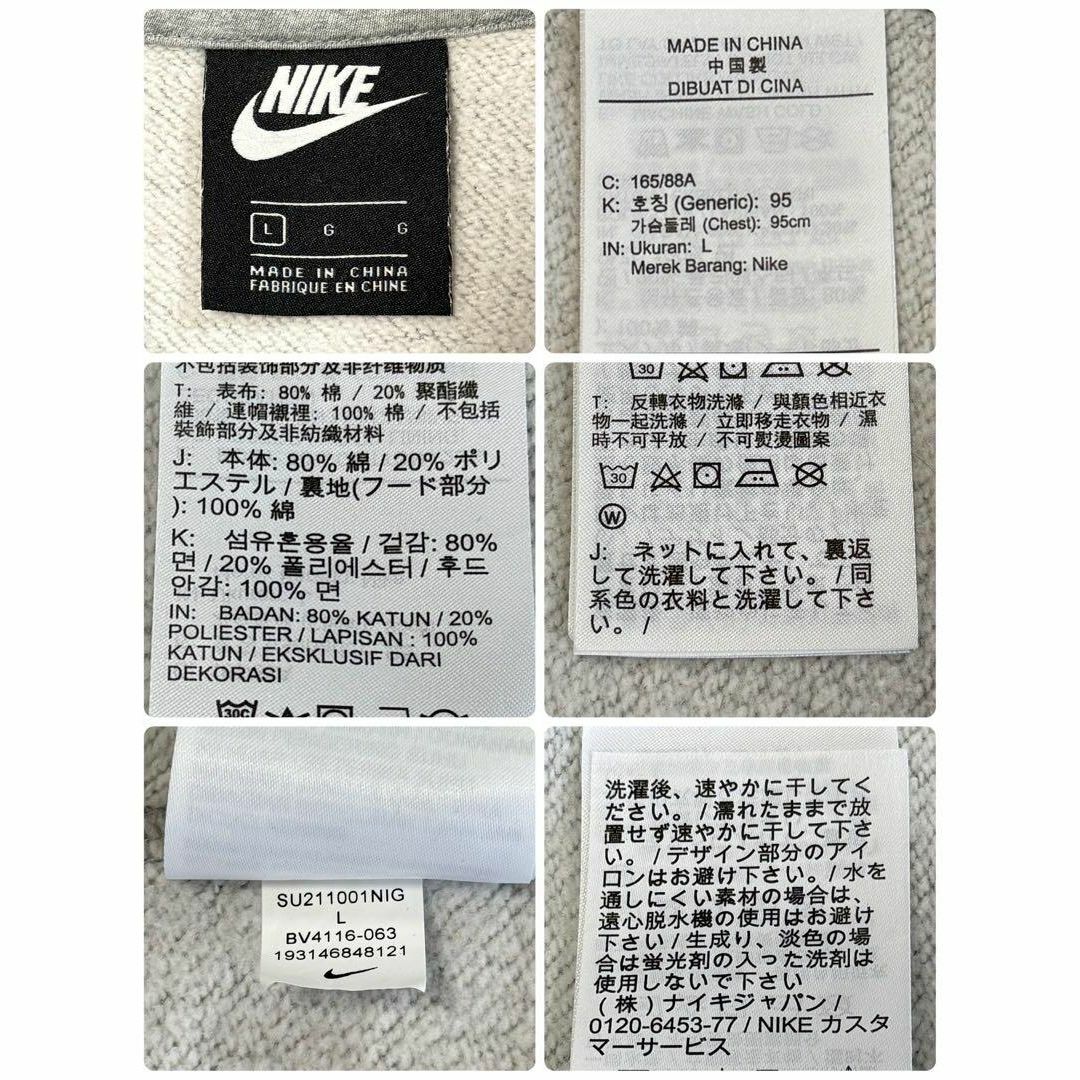 NIKE
L G G
MADE IN CHINA
FABRIQUE EN CHINE
MADE IN CHINA
中国製
DIBUAT DI CINA
C: 165/88A
K: 호칭 (Generic): 95
가슴둘레 (Chest): 95cm
IN: Ukuran: L
Merek Barang: Nike
不包括装饰部分及非纤维物质
T: 表布: 80% 棉 / 20% 聚酯纖
維 / 連帽襯裡: 100% 棉 / 不包括
裝飾部分及非紡織材料
J: 本体: 80% 綿 / 20% ポリ
エステル / 裏地(フード部分
): 100% 綿
K: 섬유혼용율 / 겉감: 80%
면 / 20% 폴리에스터 / 후드
안감: 100% 면
IN: BADAN: 80% KATUN / 20%
POLIESTER / LAPISAN : 100%
KATUN / EKSKLUSIF DARI
DEKORASI
30C
30
T: 反轉衣物洗滌 / 與顏色相近衣
物一起洗滌 / 立即移走衣物 / 濕
時不可平放 / 不可熨燙圖案
30
W
J: ネットに入れて、裏返
して洗濯して下さい。/ 同
系色の衣料と洗濯して下さ
い。/
SU211001NIG
L
BV4116-063
193146848121
洗濯後、速やかに干してく
ださい。/ 濡れたままで放
置せず速やかに干して下さ
い。/ デザイン部分のアイ
ロンはお避け下さい。/ 水を
通しにくい素材の場合は、
遠心脱水機の使用はお避け
下さい / 生成り、淡色の場
合は蛍光剤の入った洗剤は
使用しないで下さい
(株) ナイキジャパン /
0120-6453-77 / NIKE カスタ
マーサービス